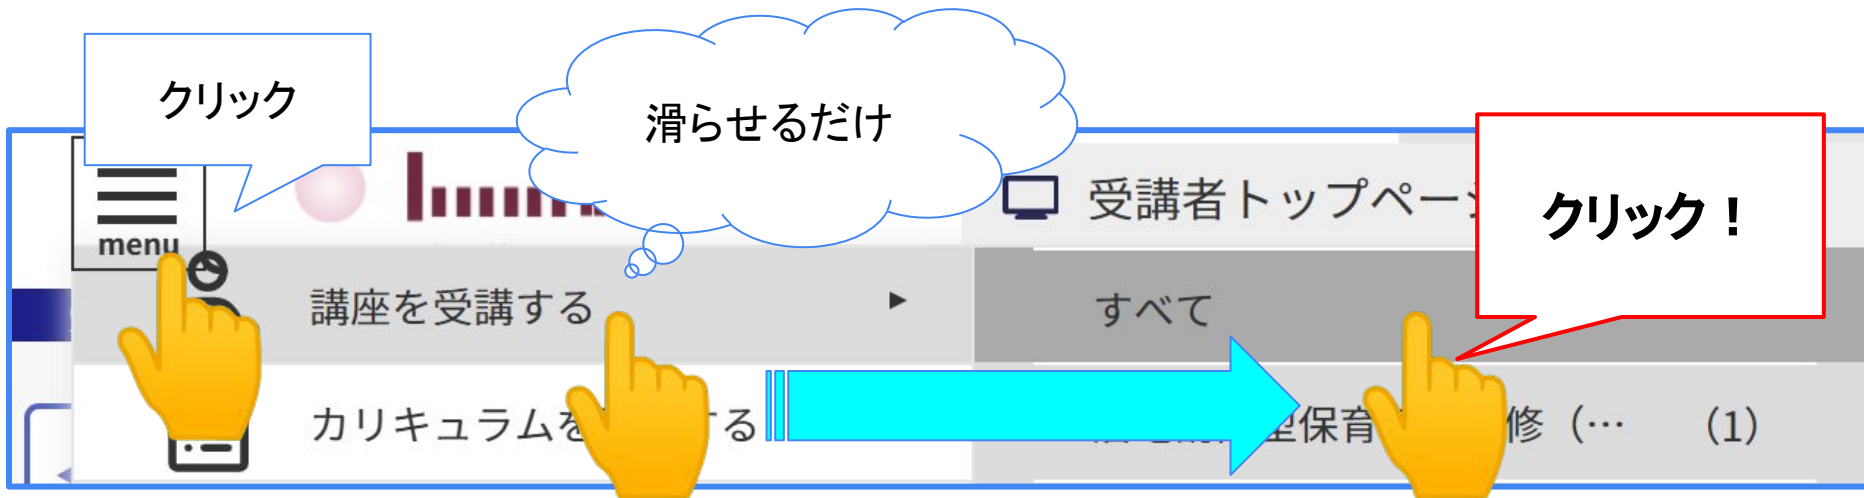 クリック
滑らせるだけ
クリック！
menu
受講者トップペー
講座を受講する
すべて
カリキュラムを
する
保育
修（… （1）